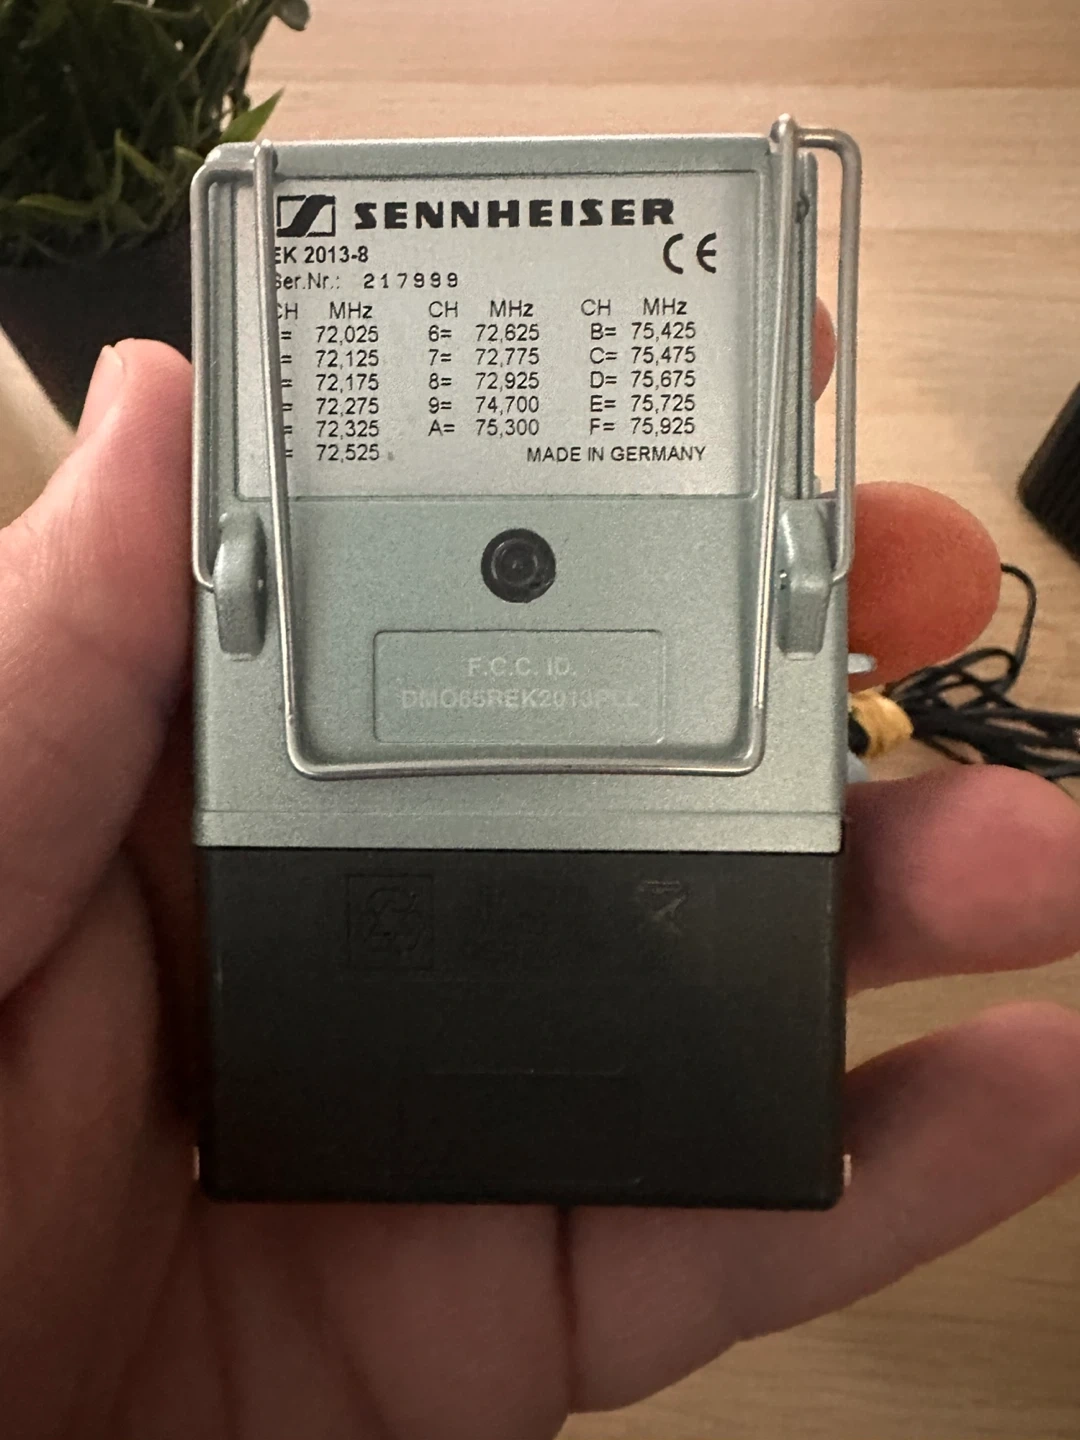 SENNHEISER
EK 2013-8
CE
Ser.Nr.: 217999
CH MHz CH MHz CH MHz
= 72,025 6= 72,625 B= 75,425
= 72,125 7= 72,775 C= 75,475
= 72,175 8= 72,925 D= 75,675
= 72,275 9= 74,700 E= 75,725
= 72,325 A= 75,300 F= 75,925
= 72,525 MADE IN GERMANY
F.C.C. ID.
DMO65REK2013PLL